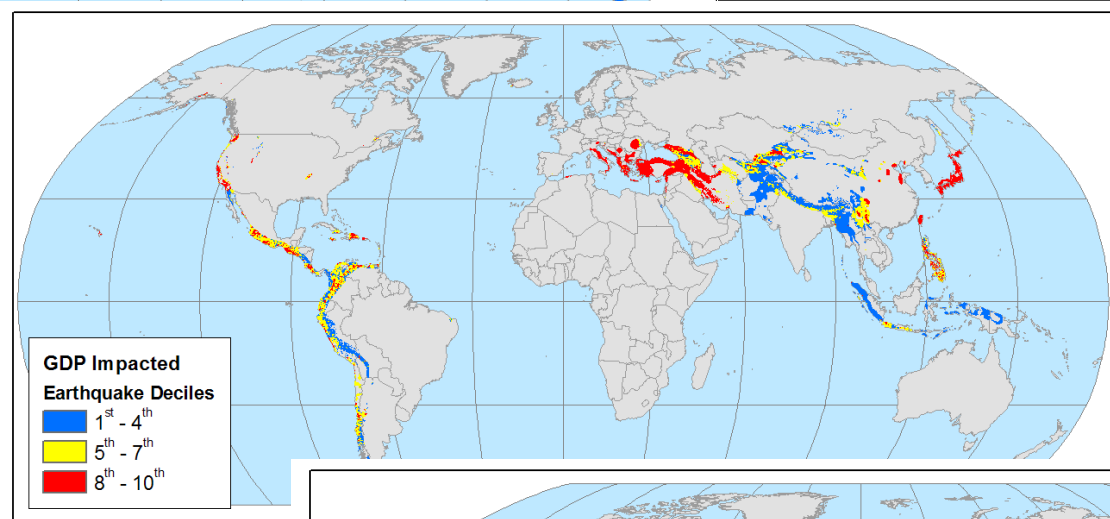 GDP Impacted
Earthquake Deciles
1st - 4th
5th - 7th
8th - 10th